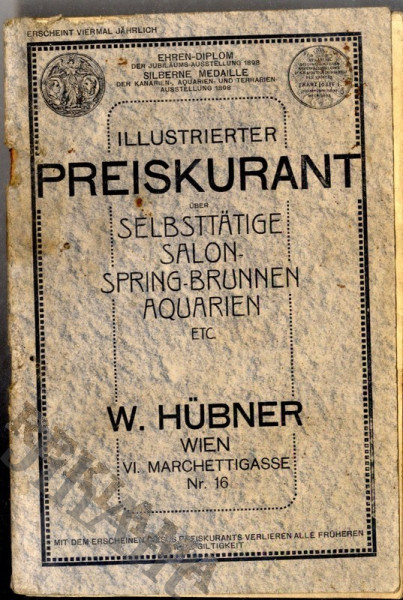 ERSCHEINT VIERMAL JÄHRLICH
EHREN-DIPLOM
DER JUBILÄUMS-AUSSTELLUNG 1898
SILBERNE MEDAILLE
DER KANARIEN-, AQUARIEN- UND TERRARIEN-
AUSSTELLUNG 1898
ILLUSTRIERTER
PREISKURANT
ÜBER
SELBSTTÄTIGE
SALON-
SPRING-BRUNNEN
AQUARIEN
ETC.
W. HÜBNER
WIEN
VI. MARCHETTIGASSE
Nr. 16
MIT DEM ERSCHEINEN PREISKURANTS VERLIEREN ALLE FRÜHEREN
GILTIGKEIT